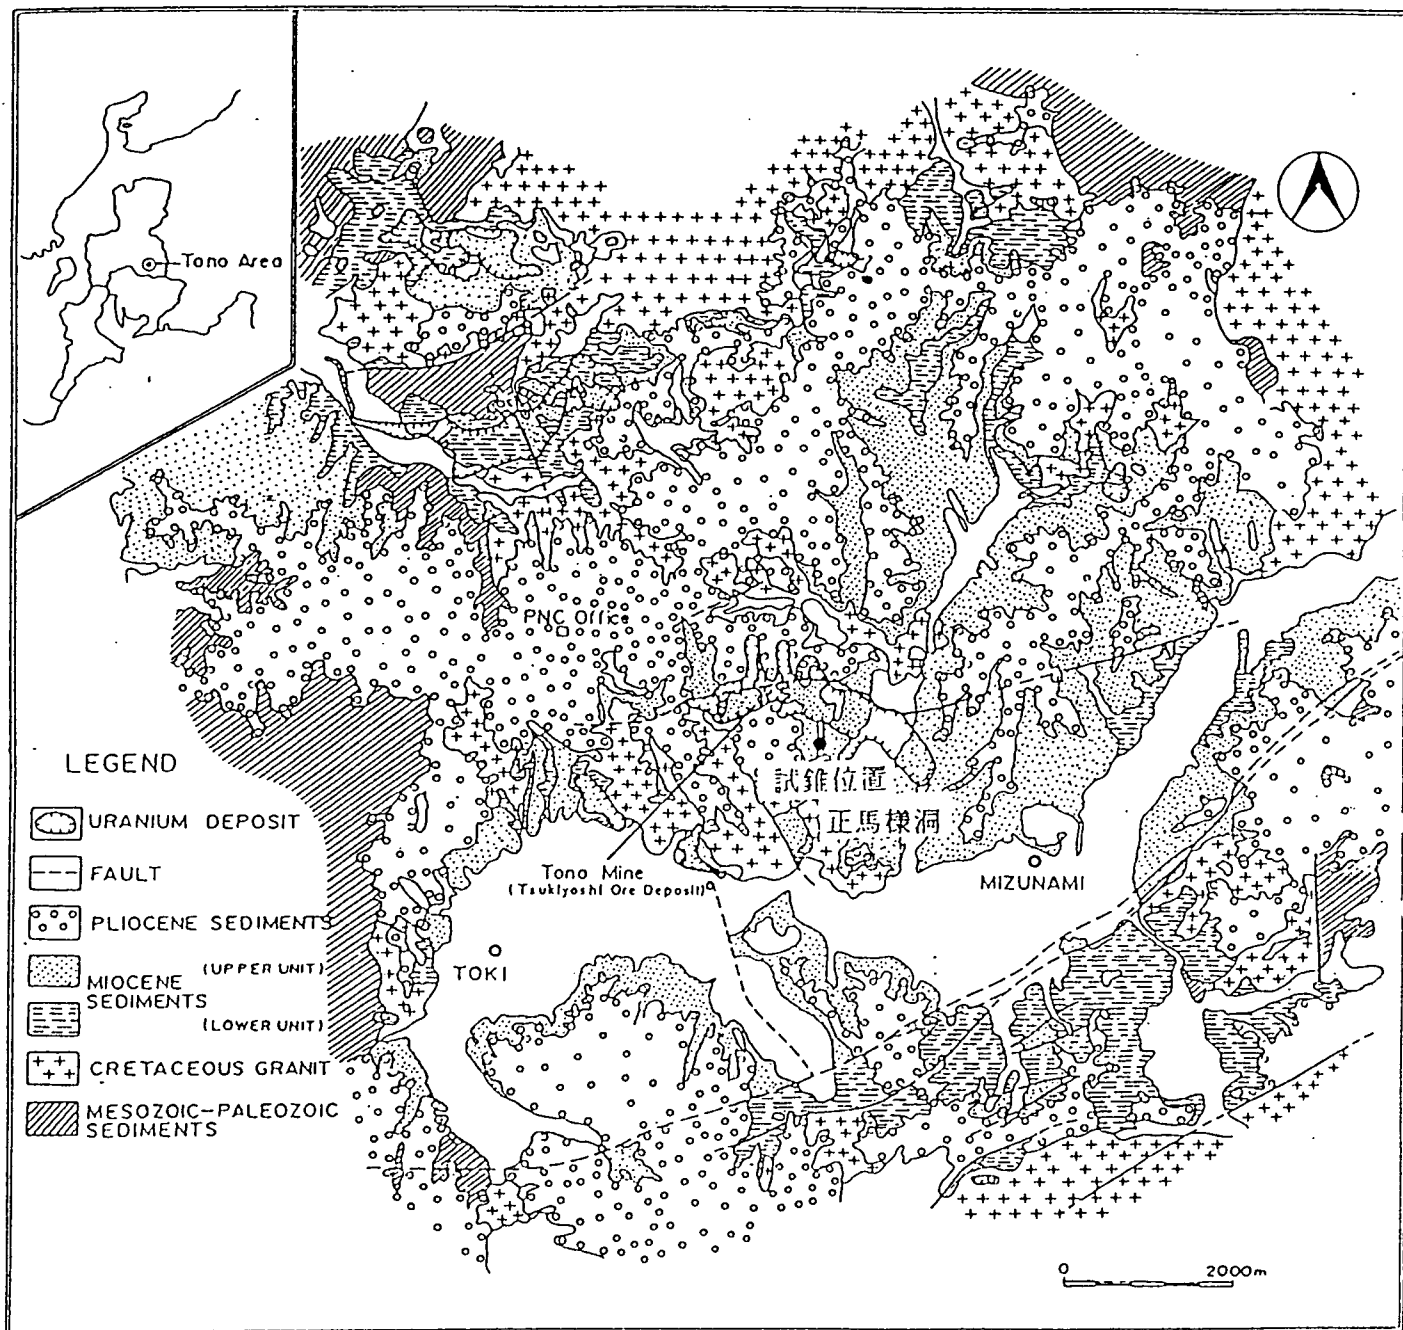 Tono Area
PNC Office
試錐位置
正馬様洞
Tono Mine
(Tsukiyoshi Ore Deposit)
MIZUNAMI
TOKI
LEGEND
URANIUM DEPOSIT
FAULT
PLIOCENE SEDIMENTS
MIOCENE SEDIMENTS
(UPPER UNIT)
(LOWER UNIT)
CRETACEOUS GRANIT
MESOZOIC-PALEOZOIC
SEDIMENTS
0 2000m